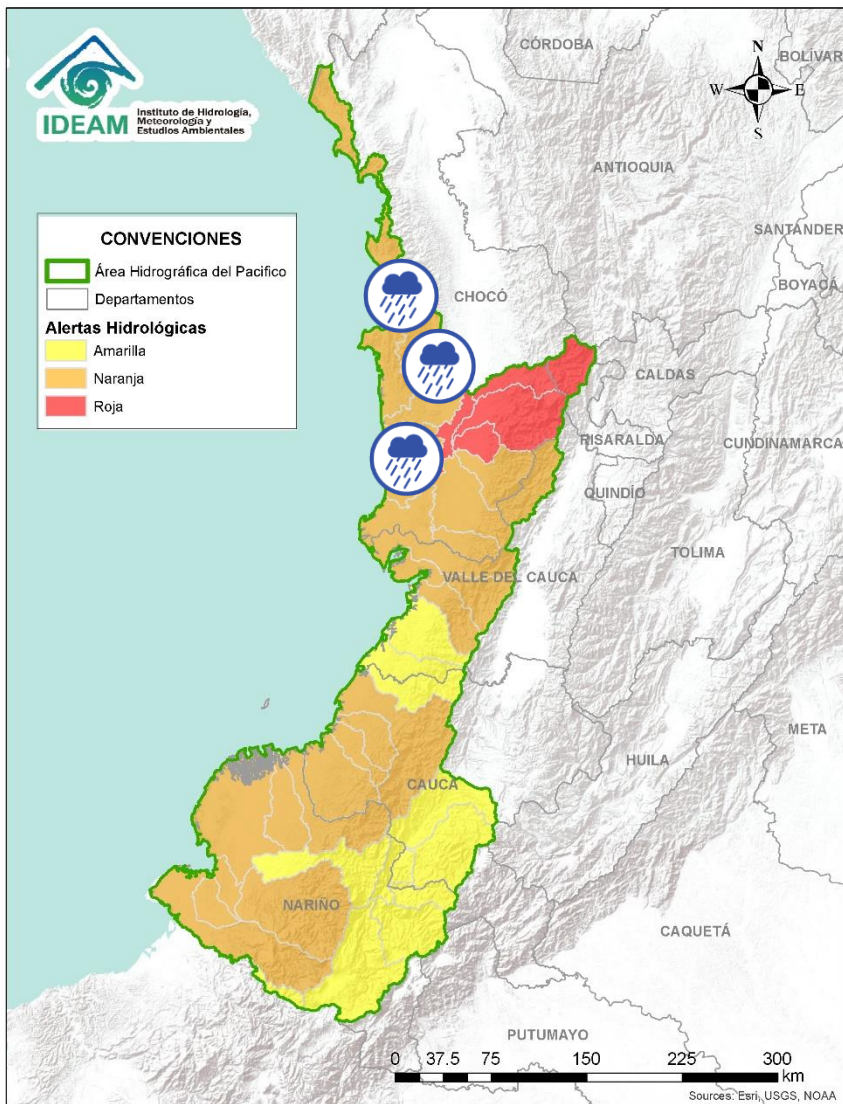 IDEAM
Instituto de Hidrología,
Meteorología y
Estudios Ambientales
CÓRDOBA
BOLÍVAR
N
W E
S
ANTIOQUIA
SANTANDER
BOYACÁ
CONVENCIONES
Área Hidrográfica del Pacifico
Departamentos
Alertas Hidrológicas
Amarilla
Naranja
Roja
CHOCÓ
CALDAS
RISARALDA
CUNDINAMARCA
QUINDÍO
TOLIMA
VALLE DEL CAUCA
META
HUILA
CAUCA
NARIÑO
CAQUETÁ
PUTUMAYO
0 37.5 75 150 225 300
km
Sources: Esri, USGS, NOAA